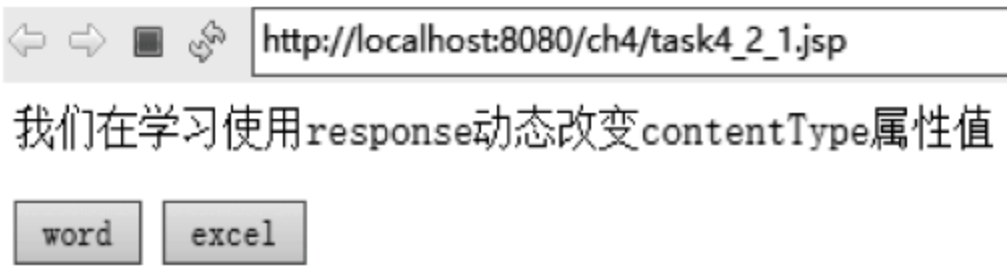 http://localhost:8080/ch4/task4_2_1.jsp
我们在学习使用response动态改变contentType属性值
word excel